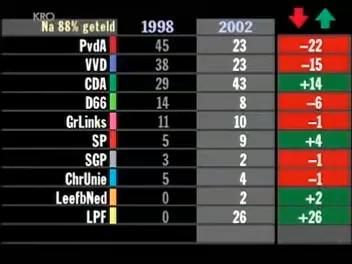 KRO
Na 88% geteld 1998 2002
PvdA 45 23 -22
VVD 38 23 -15
CDA 29 43 +14
D66 14 8 -6
GrLinks 11 10 -1
SP 5 9 +4
SGP 3 2 -1
ChrUnie 5 4 -1
LeefbNed 0 2 +2
LPF 0 26 +26